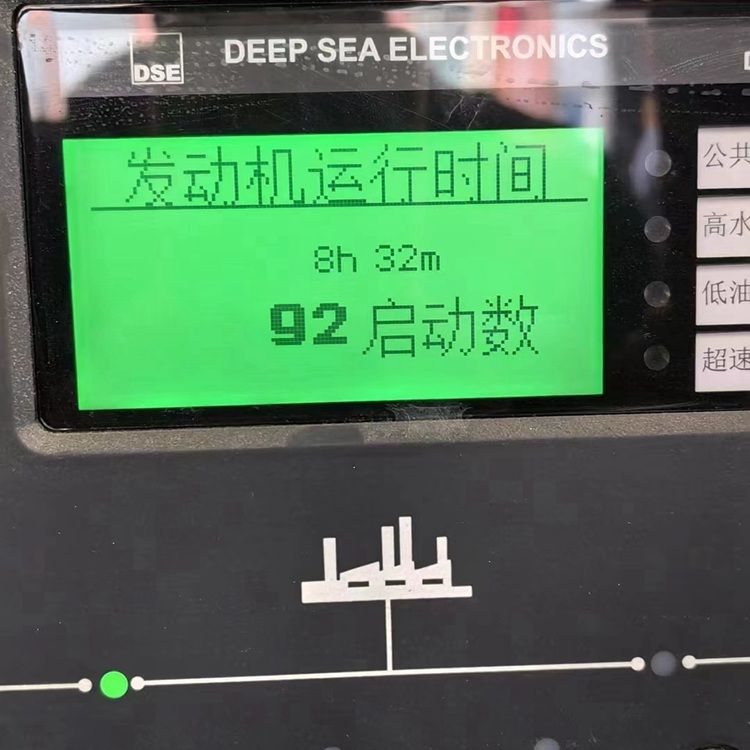 DSE
DEEP SEA ELECTRONICS
发动机运行时间
8h 32m
92 启动数
公共
高水
低油
超速